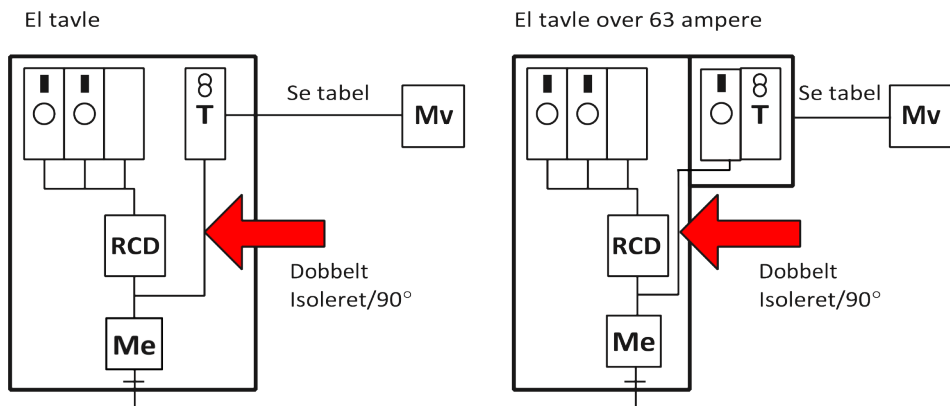 El tavle
T
Se tabel
Mv
RCD
Dobbelt
Isoleret/90°
Me
El tavle over 63 ampere
T
Se tabel
Mv
RCD
Dobbelt
Isoleret/90°
Me